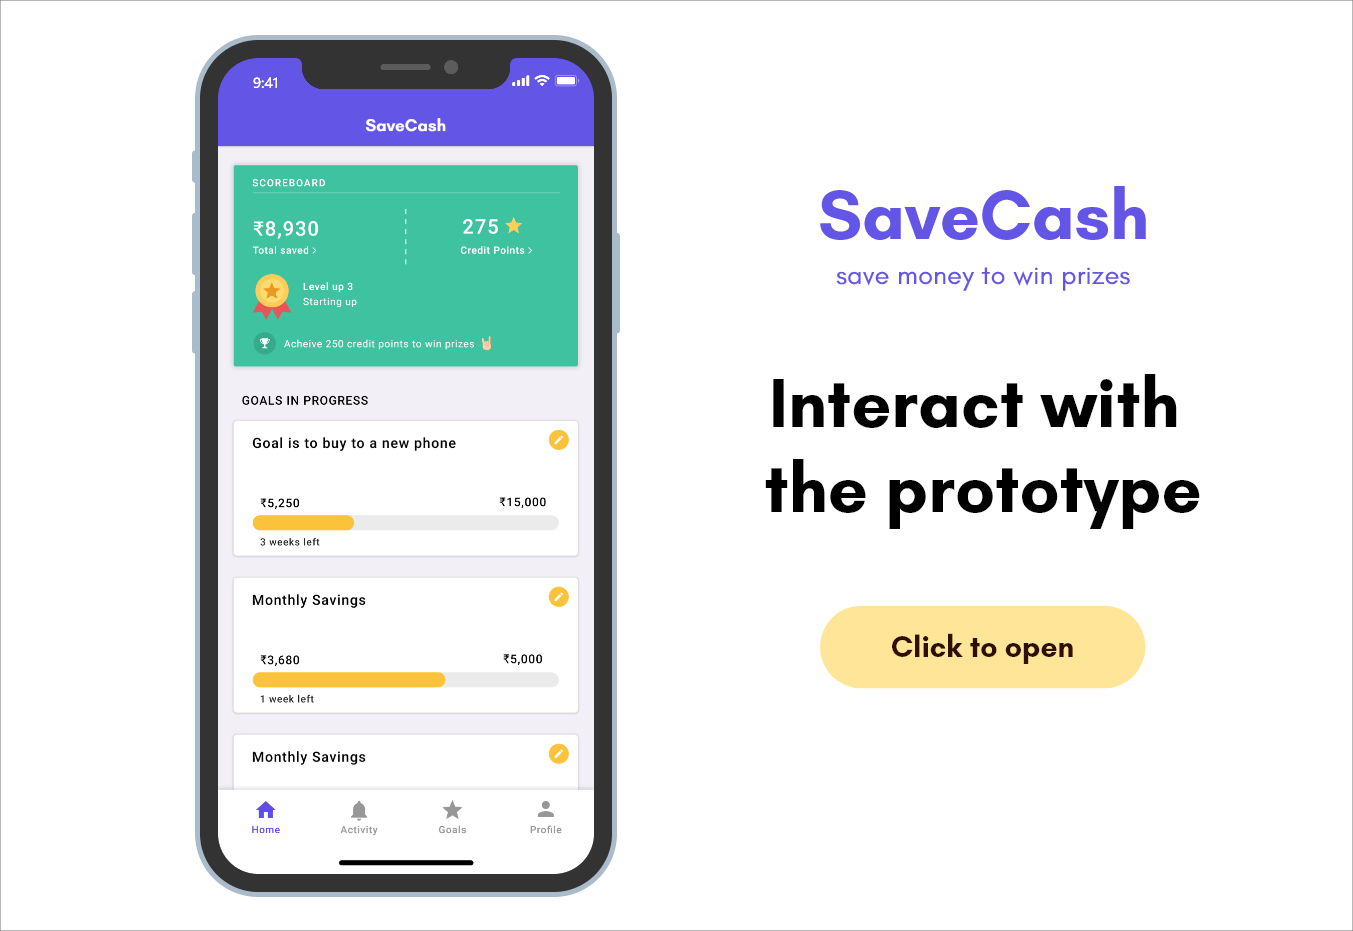 9:41
SaveCash
SCOREBOARD
₹8,930
Total saved >
275
Credit Points >
Level up 3
Starting up
Acheive 250 credit points to win prizes
GOALS IN PROGRESS
Goal is to buy to a new phone
₹5,250 ₹15,000
3 weeks left
Monthly Savings
₹3,680 ₹5,000
1 week left
Monthly Savings
Home Activity Goals Profile
SaveCash
save money to win prizes
Interact with
the prototype
Click to open